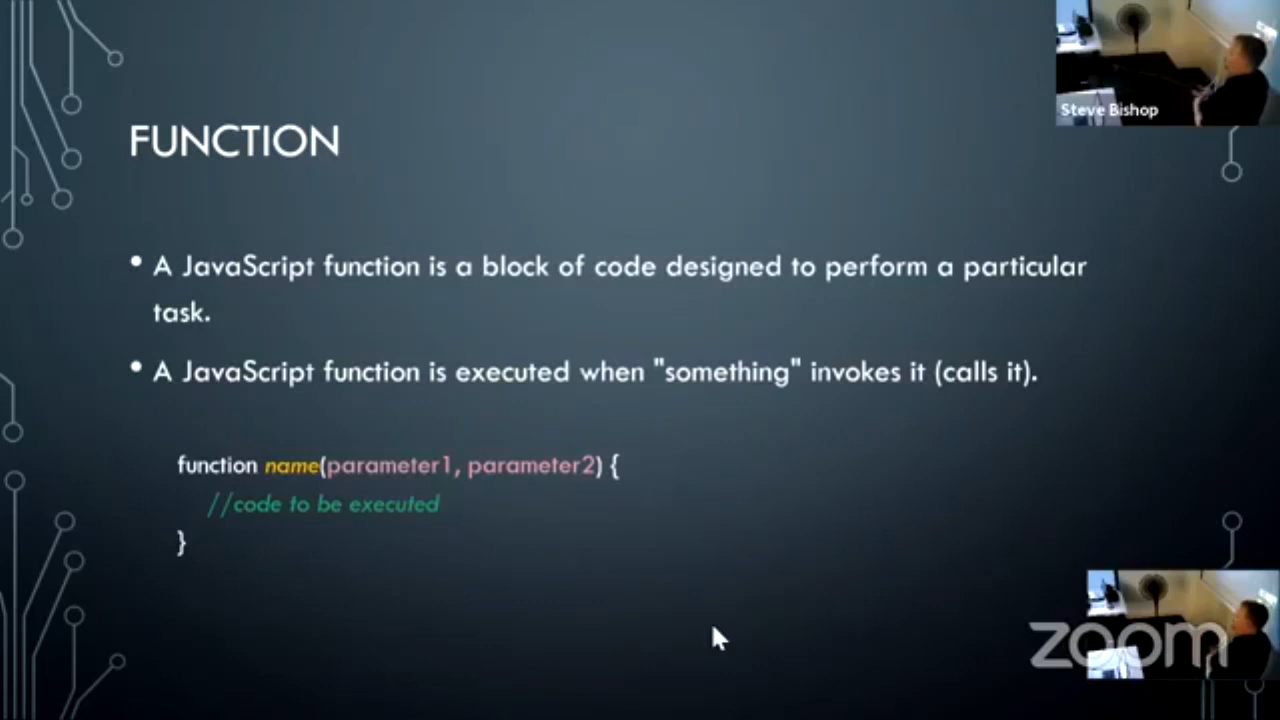 Steve Bishop
FUNCTION
• A JavaScript function is a block of code designed to perform a particular
task.
• A JavaScript function is executed when "something" invokes it (calls it).
function name(parameter1, parameter2) {
//code to be executed
}
zoom